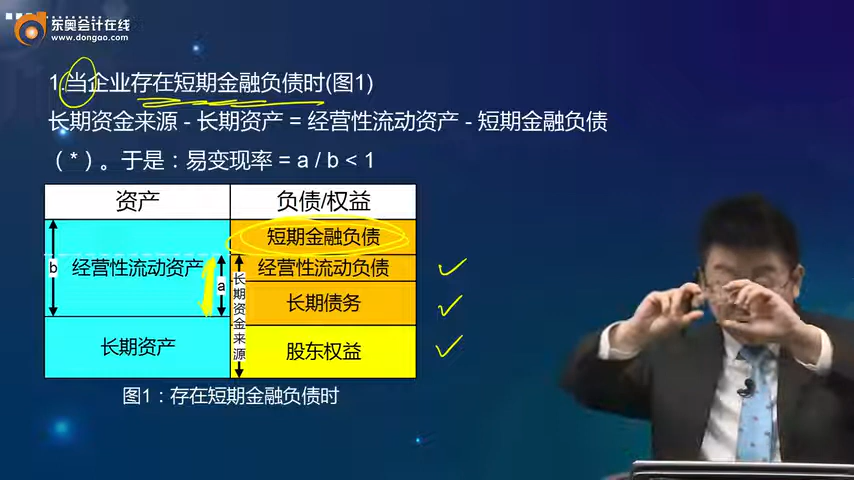 东奥会计在线
www.dongao.com
1.当企业存在短期金融负债时(图1)
长期资金来源 - 长期资产 = 经营性流动资产 - 短期金融负债
（*）。于是：易变现率 = a / b < 1
资产 负债/权益
短期金融负债
b 经营性流动资产 a 长期资金来源 经营性流动负债
长期债务
长期资产 股东权益
图1：存在短期金融负债时